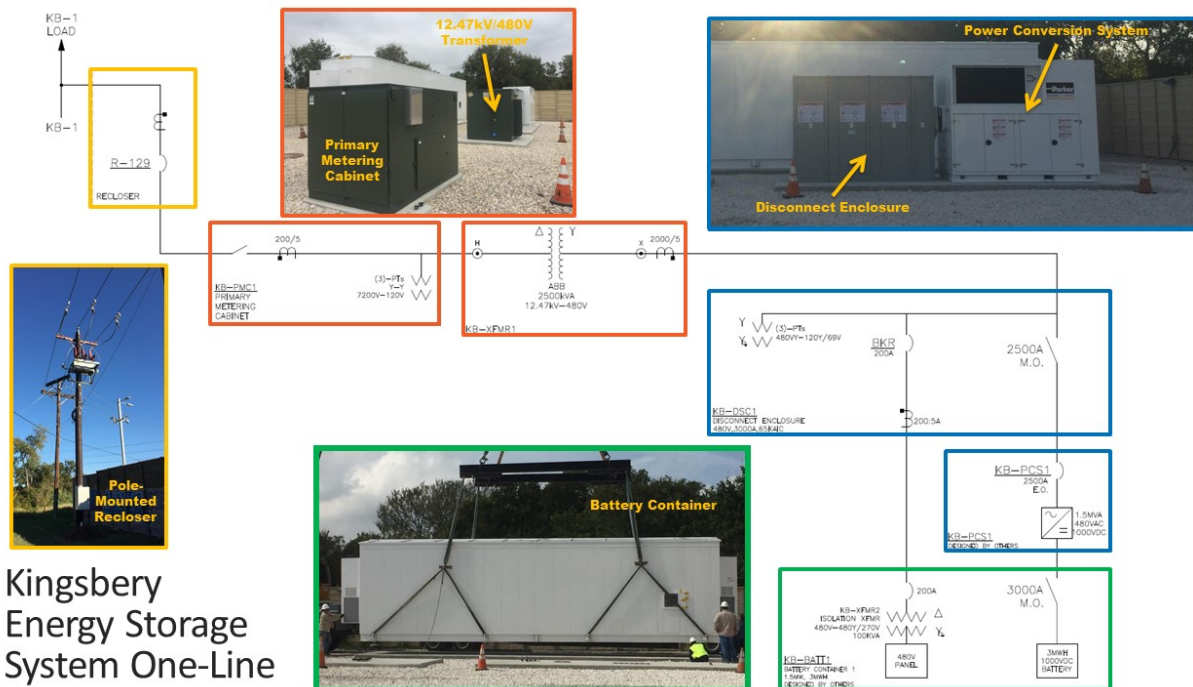 KB-1
LOAD
KB-1
R-129
RECLOSER
12.47kV/480V
Transformer
Primary
Metering
Cabinet
Power Conversion System
Parker
Disconnect Enclosure
200/5
KB-PMC1
PRIMARY
METERING
CABINET
(3)-PTs
Y-Y
7200V-120V
H
X
2000/5
ABB
2500kVA
12.47kV-480V
KB-XFMR1
(3)-PTs
480VY-120Y/69V
BKR
200A
2500A
M.O.
KB-DSC1
DISCONNECT ENCLOSURE
480V,3000A,65KAIC
200:5A
KB-PCS1
2500A
E.O.
1.5MVA
480VAC
1000VDC
KB-PCS1
DESIGNED BY OTHERS
Pole-
Mounted
Recloser
Battery Container
200A
KB-XFMR2
ISOLATION XFMR
480V-480Y/270V
100KVA
3000A
M.O.
480V
PANEL
3MWH
1000VDC
BATTERY
KB-BATT1
BATTERY CONTAINER 1
1.5MW, 3MWH
DESIGNED BY OTHERS
Kingsbery
Energy Storage
System One-Line